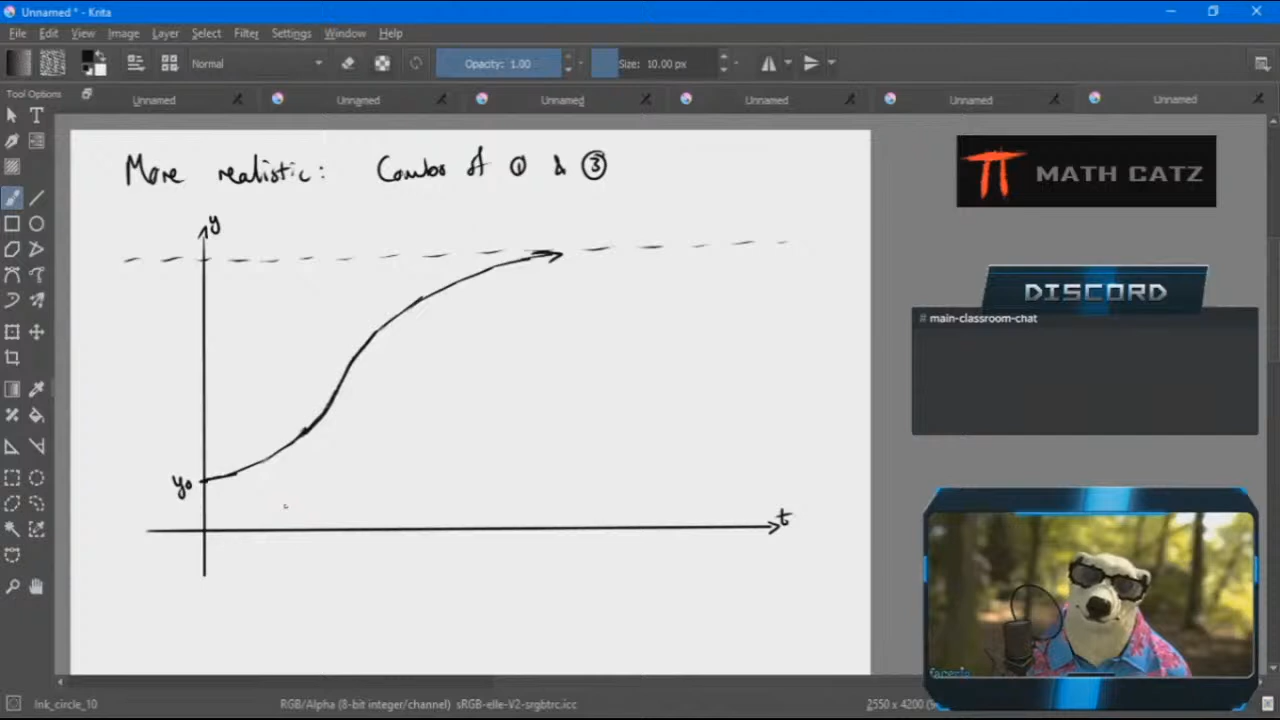 Unnamed * - Krita
File Edit View Image Layer Select Filter Settings Window Help
Normal Opacity: 1.00 Size: 10.00 px
Tool Options
Unnamed Unnamed Unnamed Unnamed Unnamed Unnamed
More realistic: Combo of ① & ③
y
y₀
t
MATH CATZ
DISCORD
# main-classroom-chat
Ink_circle_10 RGB/Alpha (8-bit integer/channel) sRGB-elle-V2-srgbtrc.icc 2550 x 4200